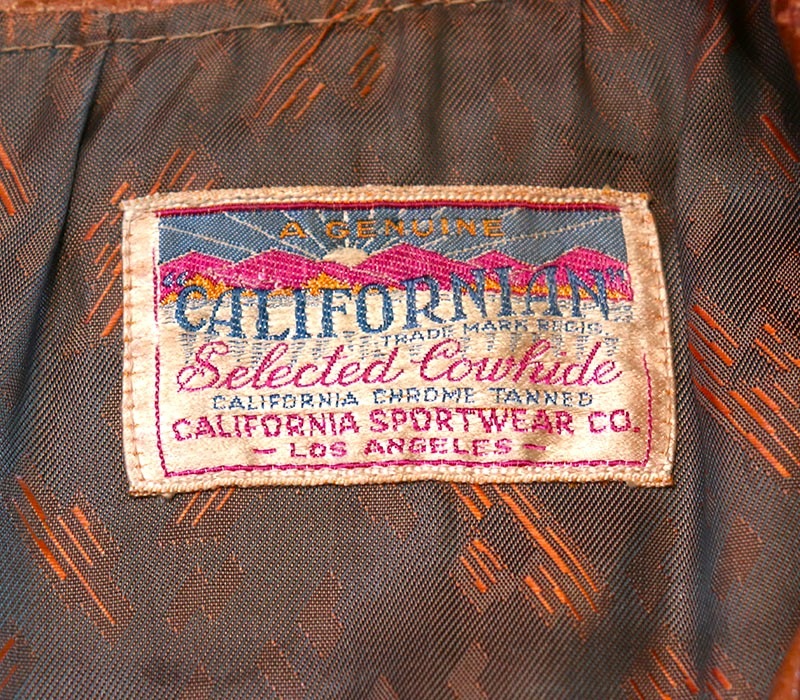 A GENUINE
"CALIFORNIAN"
TRADE MARK REGIS.
Selected Cowhide
CALIFORNIA CHROME TANNED
CALIFORNIA SPORTWEAR CO.
- LOS ANGELES -